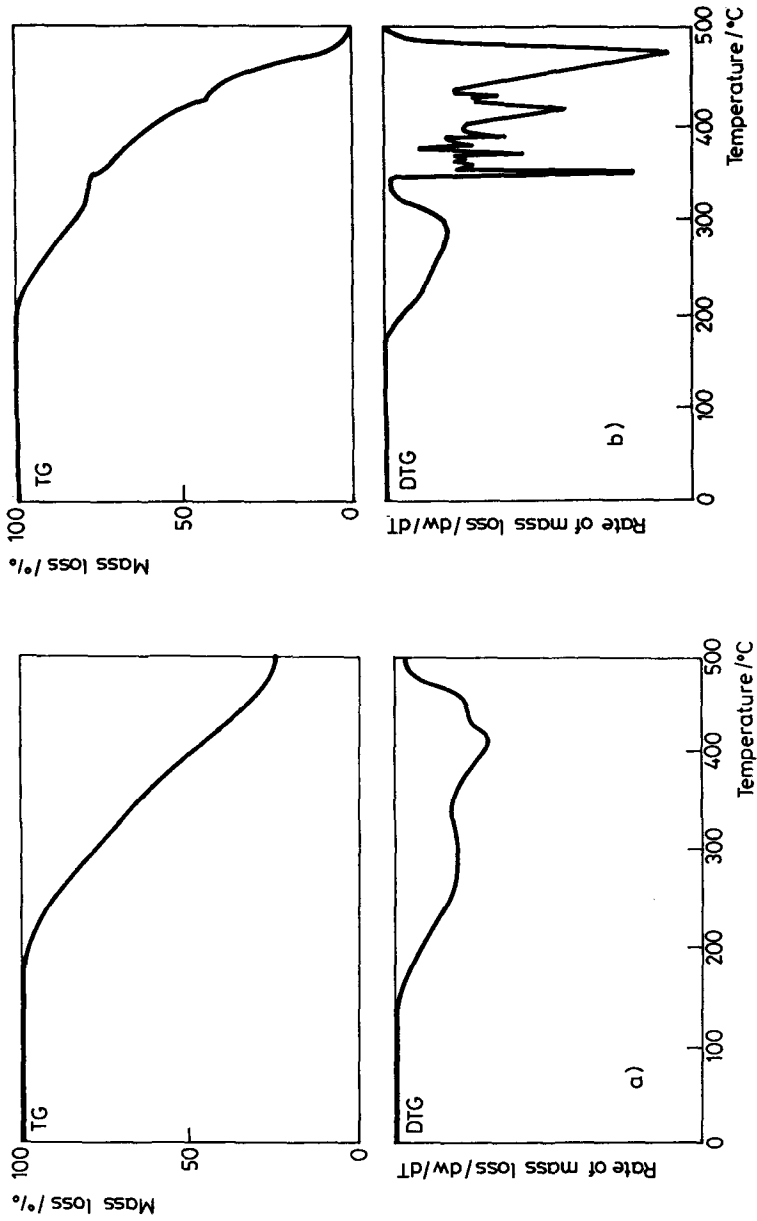 Mass loss /%
100
50
0
TG
Rate of mass loss/dw/dT
DTG
a)
0
100
200
300
400
500
Temperature /°C
Mass loss /%
100
50
0
TG
Rate of mass loss/dw/dT
DTG
b)
0
100
200
300
400
500
Temperature /°C